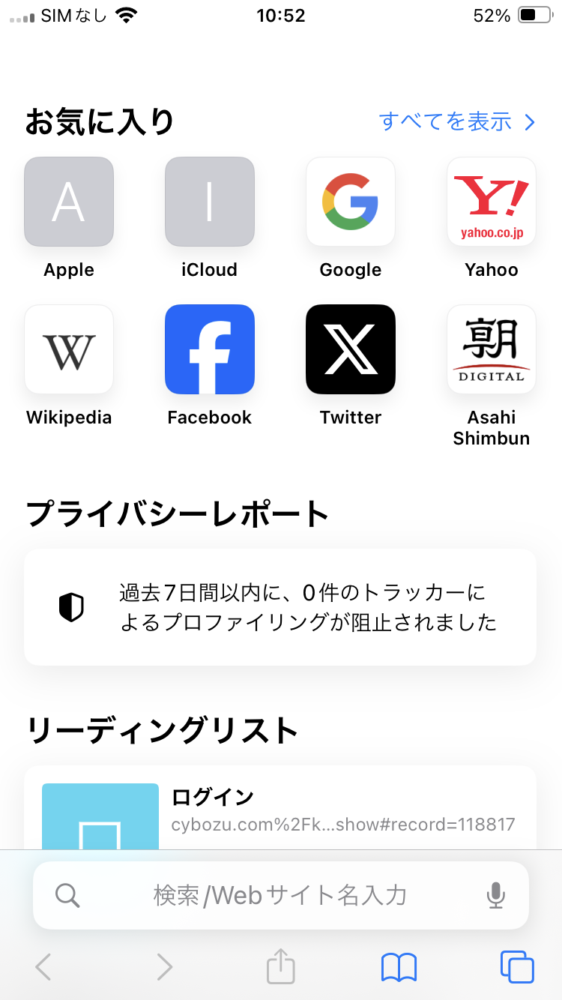 SIMなし 10:52 52%
お気に入り すべてを表示
A I G Y!
yahoo.co.jp
Apple iCloud Google Yahoo
W f X 朝
DIGITAL
Wikipedia Facebook Twitter Asahi
Shimbun
プライバシーレポート
過去7日間以内に、0件のトラッカーに
よるプロファイリングが阻止されました
リーディングリスト
ログイン
cybozu.com%2Fk...show#record=118817
検索/Webサイト名入力